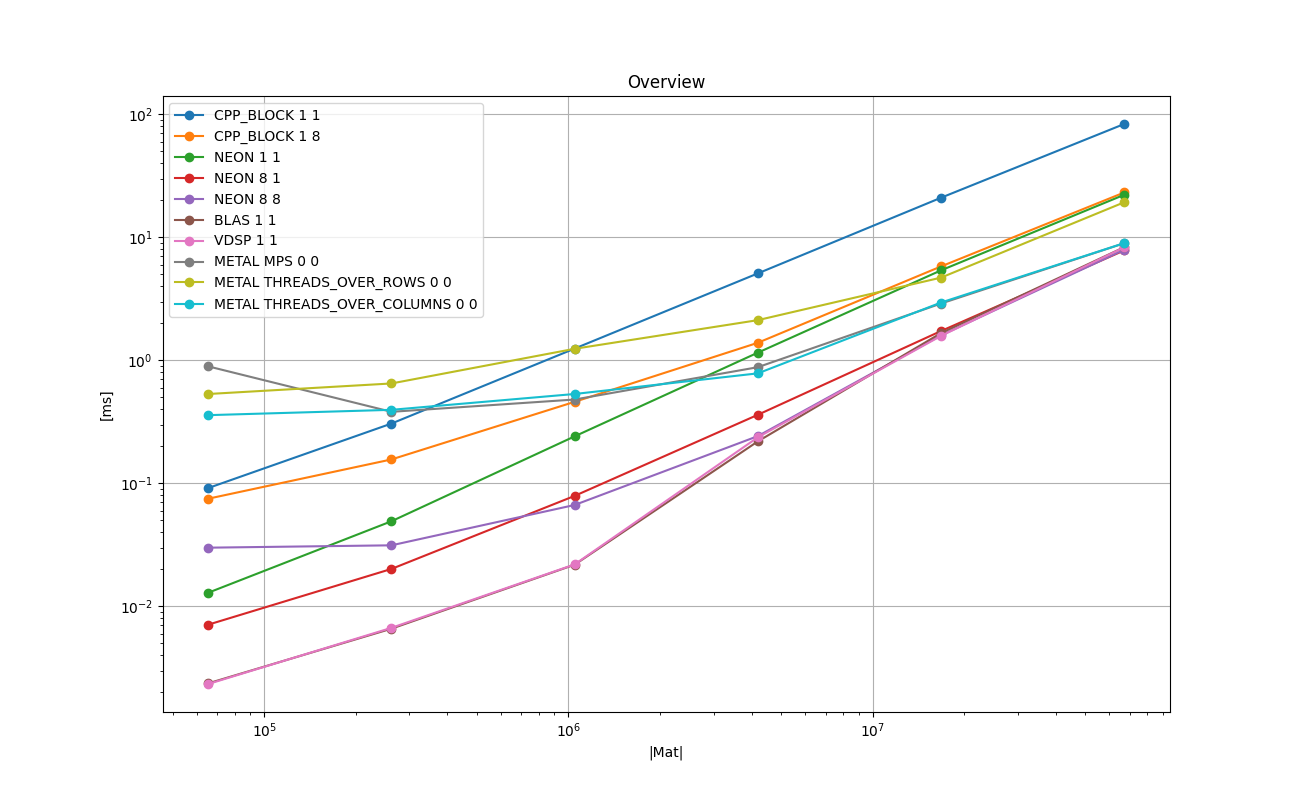 Overview
10²
10¹
10⁰
10⁻¹
10⁻²
[ms]
CPP_BLOCK 1 1
CPP_BLOCK 1 8
NEON 1 1
NEON 8 1
NEON 8 8
BLAS 1 1
VDSP 1 1
METAL MPS 0 0
METAL THREADS_OVER_ROWS 0 0
METAL THREADS_OVER_COLUMNS 0 0
10⁵ 10⁶ 10⁷
|Mat|